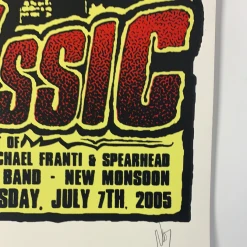 SSIC
OF
CHAEL FRANTI & SPEARHEAD
BAND - NEW MONSOON
SDAY, JULY 7TH, 2005